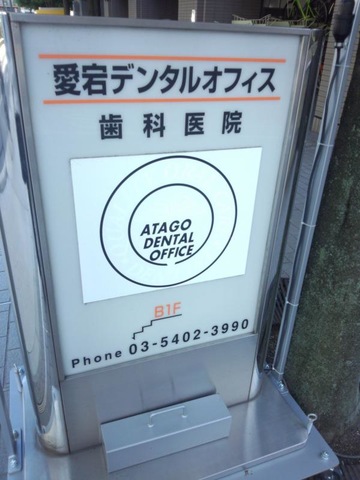 愛宕デンタルオフィス
歯科医院
ATAGO
DENTAL
OFFICE
B1F
Phone 03-5402-3990